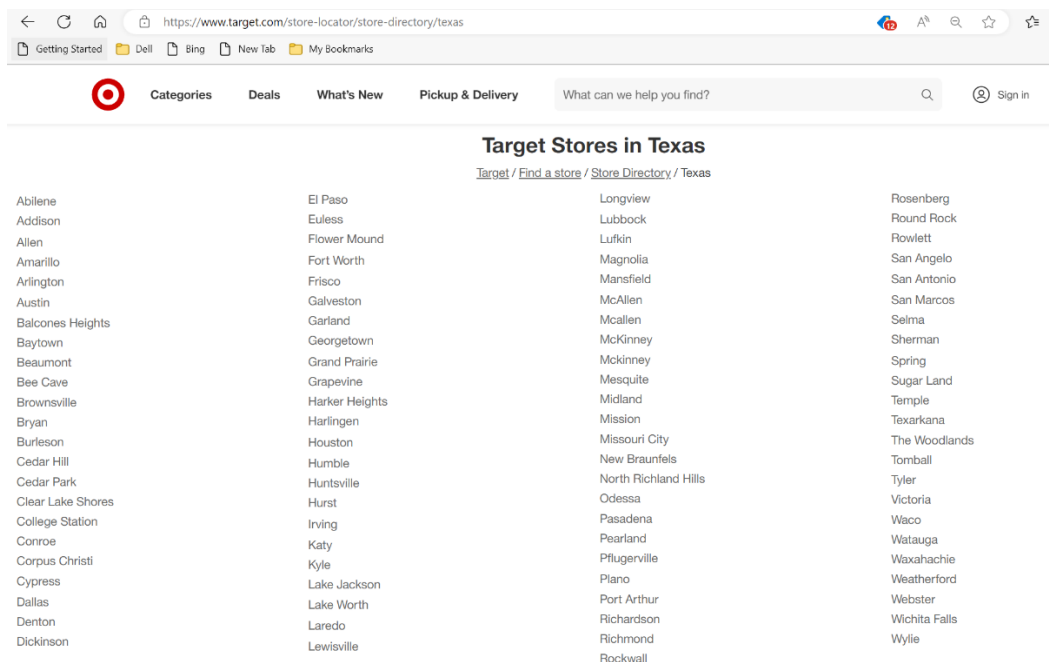 https://www.target.com/store-locator/store-directory/texas
12
Getting Started Dell Bing New Tab My Bookmarks
Categories Deals What's New Pickup & Delivery What can we help you find? Sign in
Target Stores in Texas
Target / Find a store / Store Directory / Texas
Abilene
Addison
Allen
Amarillo
Arlington
Austin
Balcones Heights
Baytown
Beaumont
Bee Cave
Brownsville
Bryan
Burleson
Cedar Hill
Cedar Park
Clear Lake Shores
College Station
Conroe
Corpus Christi
Cypress
Dallas
Denton
Dickinson
El Paso
Euless
Flower Mound
Fort Worth
Frisco
Galveston
Garland
Georgetown
Grand Prairie
Grapevine
Harker Heights
Harlingen
Houston
Humble
Huntsville
Hurst
Irving
Katy
Kyle
Lake Jackson
Lake Worth
Laredo
Lewisville
Longview
Lubbock
Lufkin
Magnolia
Mansfield
McAllen
Mcallen
McKinney
Mckinney
Mesquite
Midland
Mission
Missouri City
New Braunfels
North Richland Hills
Odessa
Pasadena
Pearland
Pflugerville
Plano
Port Arthur
Richardson
Richmond
Rockwall
Rosenberg
Round Rock
Rowlett
San Angelo
San Antonio
San Marcos
Selma
Sherman
Spring
Sugar Land
Temple
Texarkana
The Woodlands
Tomball
Tyler
Victoria
Waco
Watauga
Waxahachie
Weatherford
Webster
Wichita Falls
Wylie